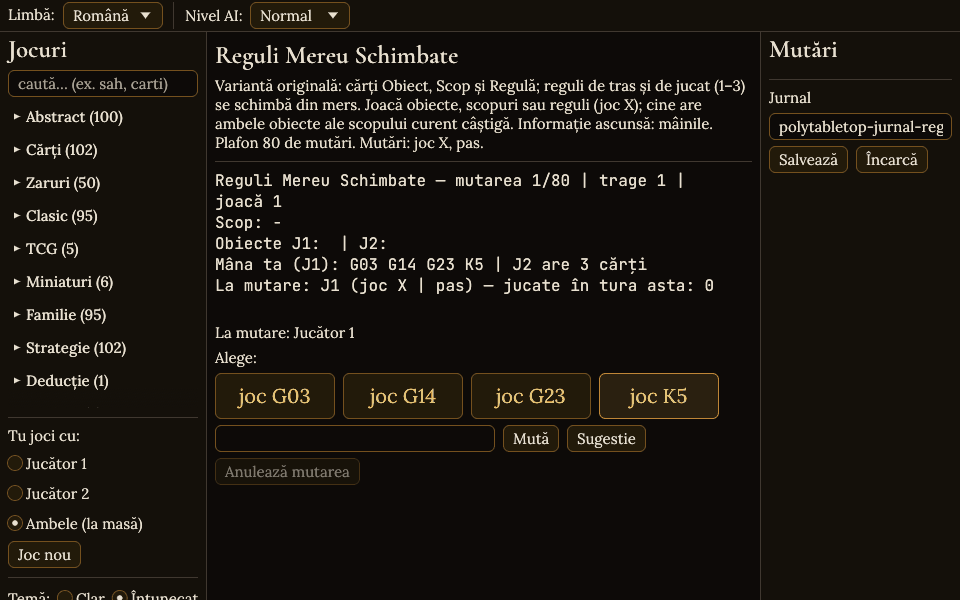 Limbă: Română ▼ Nivel AI: Normal ▼
Jocuri
caută... (ex. sah, carti)
▸ Abstract (100)
▸ Cărți (102)
▸ Zaruri (50)
▸ Clasic (95)
▸ TCG (5)
▸ Miniaturi (6)
▸ Familie (95)
▸ Strategie (102)
▸ Deducție (1)
Tu joci cu:
Jucător 1
Jucător 2
Ambele (la masă)
Joc nou
Temă: Clar Întunecat
Reguli Mereu Schimbate
Variantă originală: cărți Obiect, Scop și Regulă; reguli de tras și de jucat (1–3)
se schimbă din mers. Joacă obiecte, scopuri sau reguli (joc X); cine are
ambele obiecte ale scopului curent câștigă. Informație ascunsă: mâinile.
Plafon 80 de mutări. Mutări: joc X, pas.
Reguli Mereu Schimbate — mutarea 1/80 | trage 1 |
joacă 1
Scop: -
Obiecte J1:  | J2:
Mâna ta (J1): G03 G14 G23 K5 | J2 are 3 cărți
La mutare: J1 (joc X | pas) — jucate în tura asta: 0
La mutare: Jucător 1
Alege:
joc G03 joc G14 joc G23 joc K5
Mută Sugestie
Anulează mutarea
Mutări
Jurnal
polytabletop-jurnal-reg
Salvează Încarcă